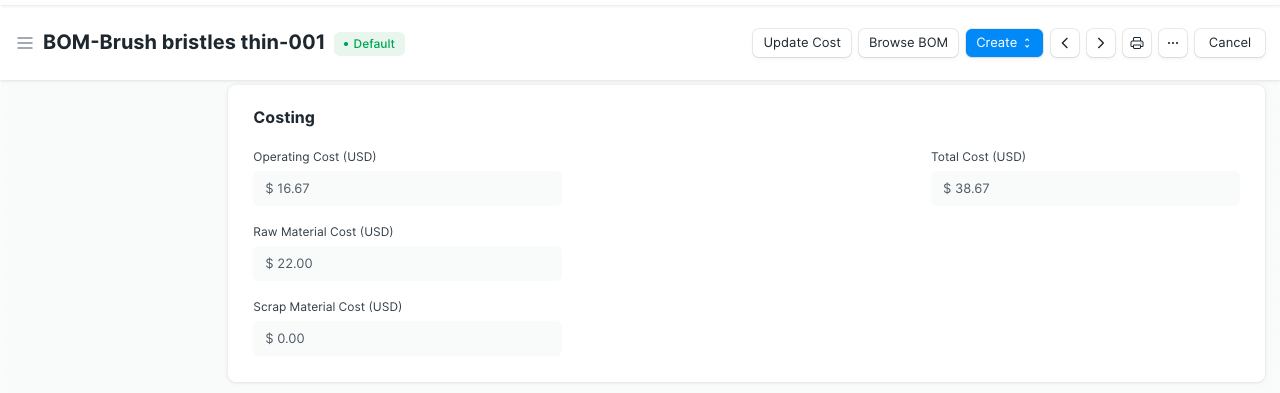 BOM-Brush bristles thin-001 • Default Update Cost Browse BOM Create Cancel
Costing
Operating Cost (USD) Total Cost (USD)
$ 16.67 $ 38.67
Raw Material Cost (USD)
$ 22.00
Scrap Material Cost (USD)
$ 0.00